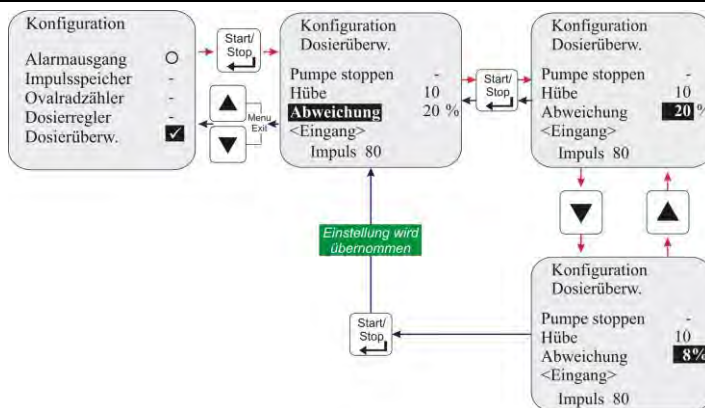 Konfiguration
Alarmausgang O
Impulsspeicher -
Ovalradzähler -
Dosierregler -
Dosierüberw. ✓
Start/
Stop
Menu
Exit
Konfiguration
Dosierüberw.
Pumpe stoppen -
Hübe 10
Abweichung 20 %
<Eingang>
Impuls 80
Start/
Stop
Konfiguration
Dosierüberw.
Pumpe stoppen -
Hübe 10
Abweichung 20 %
<Eingang>
Impuls 80
Einstellung wird
übernommen
Start/
Stop
Konfiguration
Dosierüberw.
Pumpe stoppen -
Hübe 10
Abweichung 8%
<Eingang>
Impuls 80